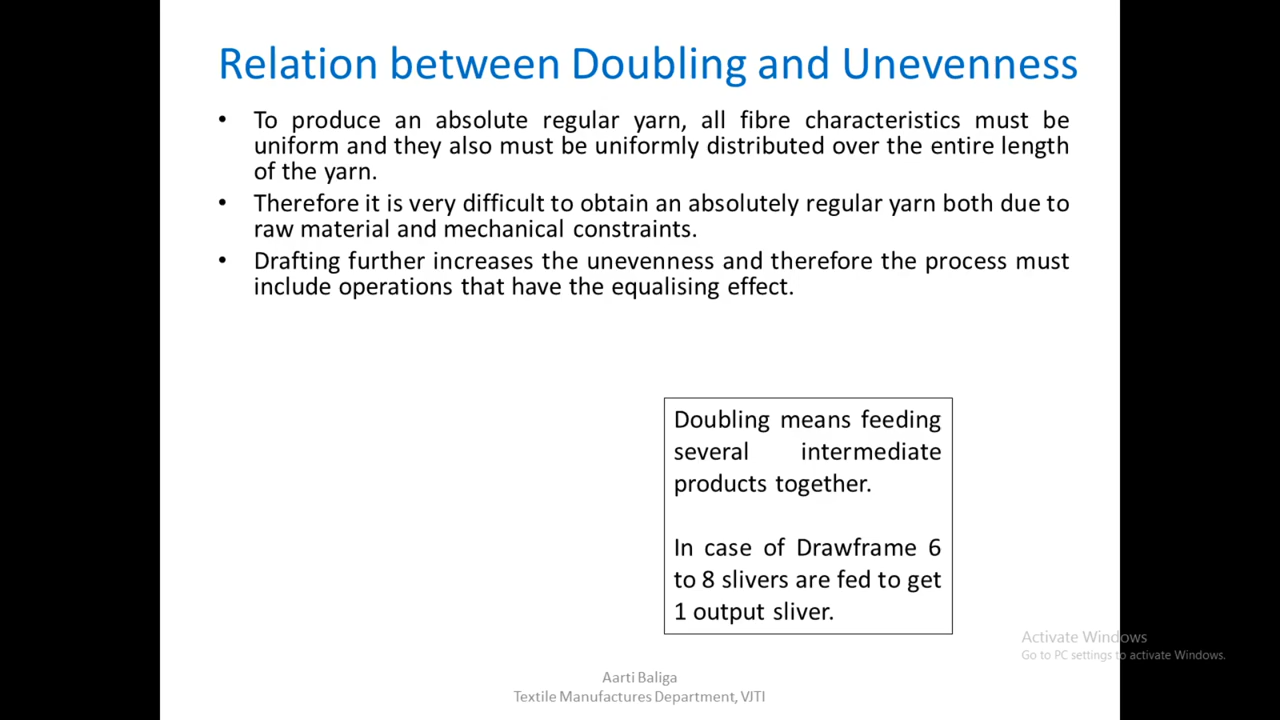 Relation between Doubling and Unevenness
• To produce an absolute regular yarn, all fibre characteristics must be
uniform and they also must be uniformly distributed over the entire length
of the yarn.
• Therefore it is very difficult to obtain an absolutely regular yarn both due to
raw material and mechanical constraints.
• Drafting further increases the unevenness and therefore the process must
include operations that have the equalising effect.
Doubling means feeding
several intermediate
products together.
In case of Drawframe 6
to 8 slivers are fed to get
1 output sliver.
Activate Windows
Go to PC settings to activate Windows.
Aarti Baliga
Textile Manufactures Department, VJTI